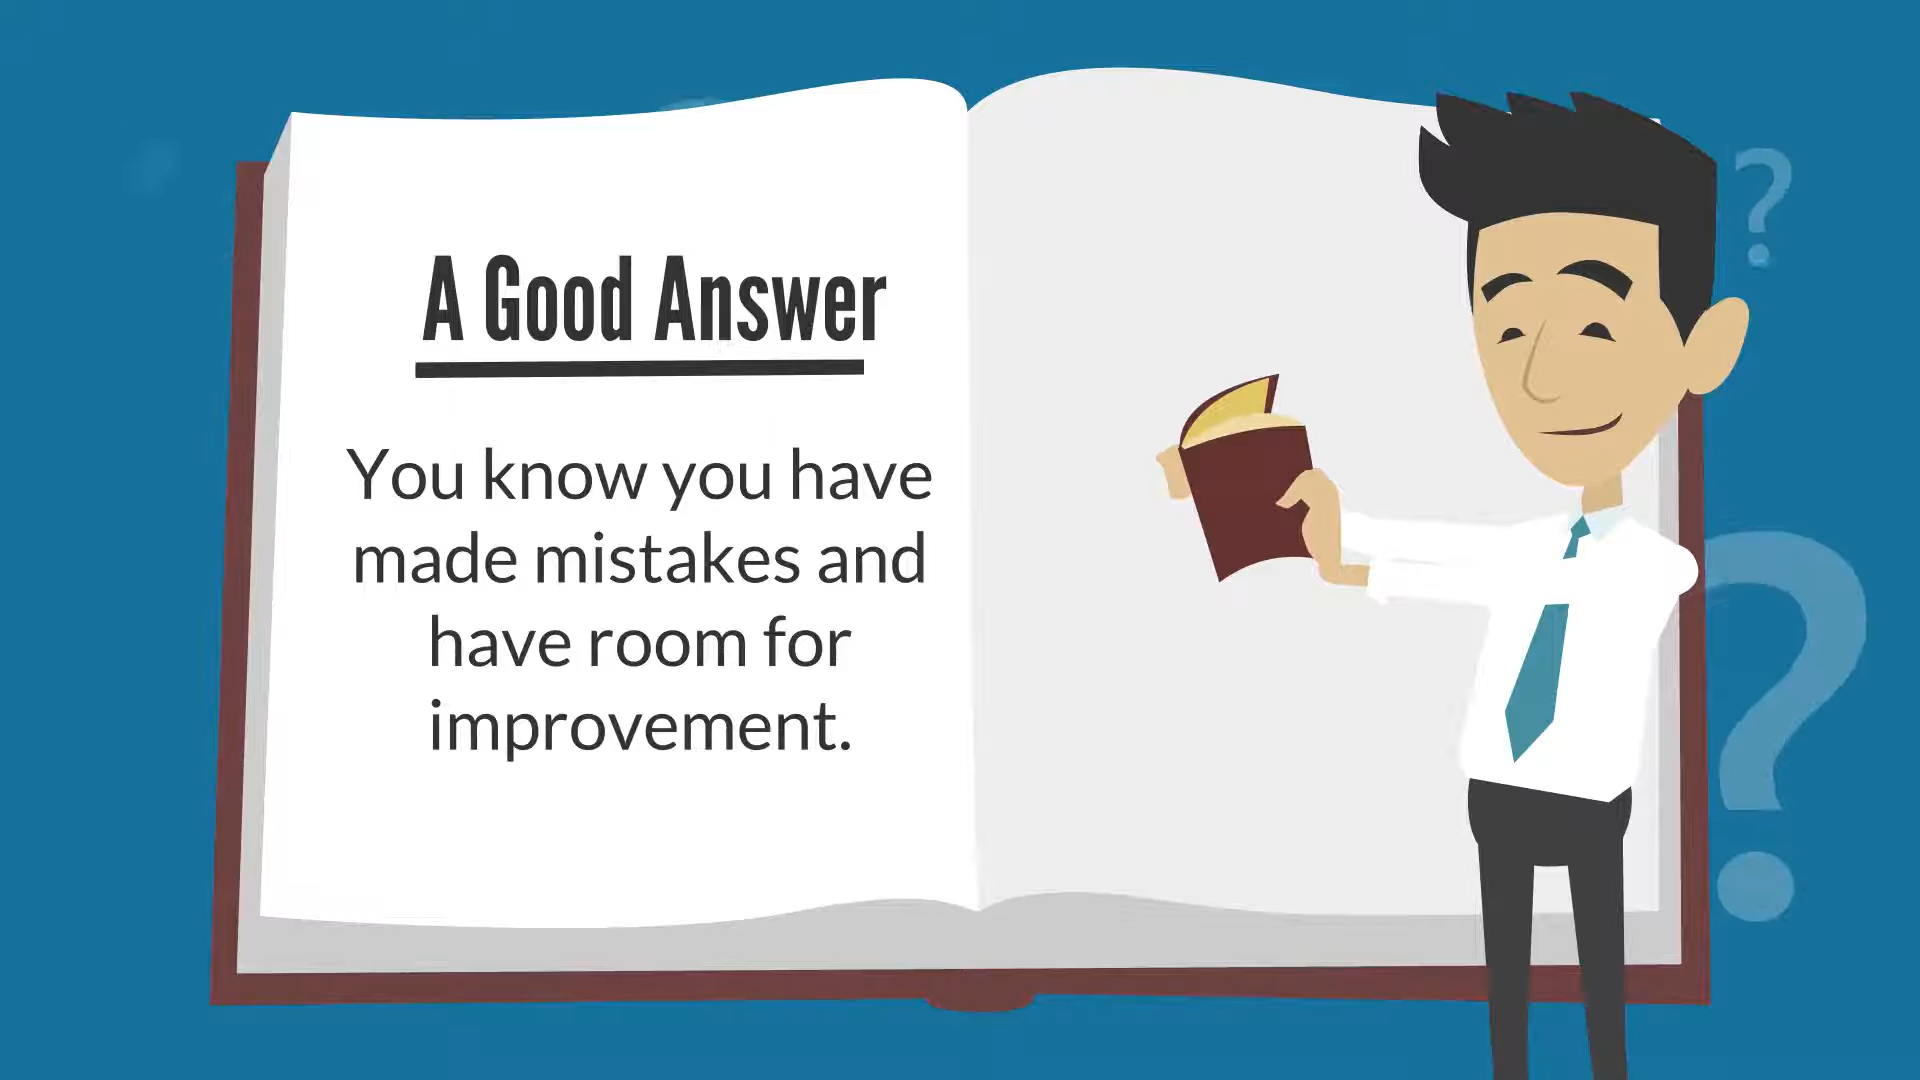 A Good Answer
You know you have
made mistakes and
have room for
improvement.
?
?